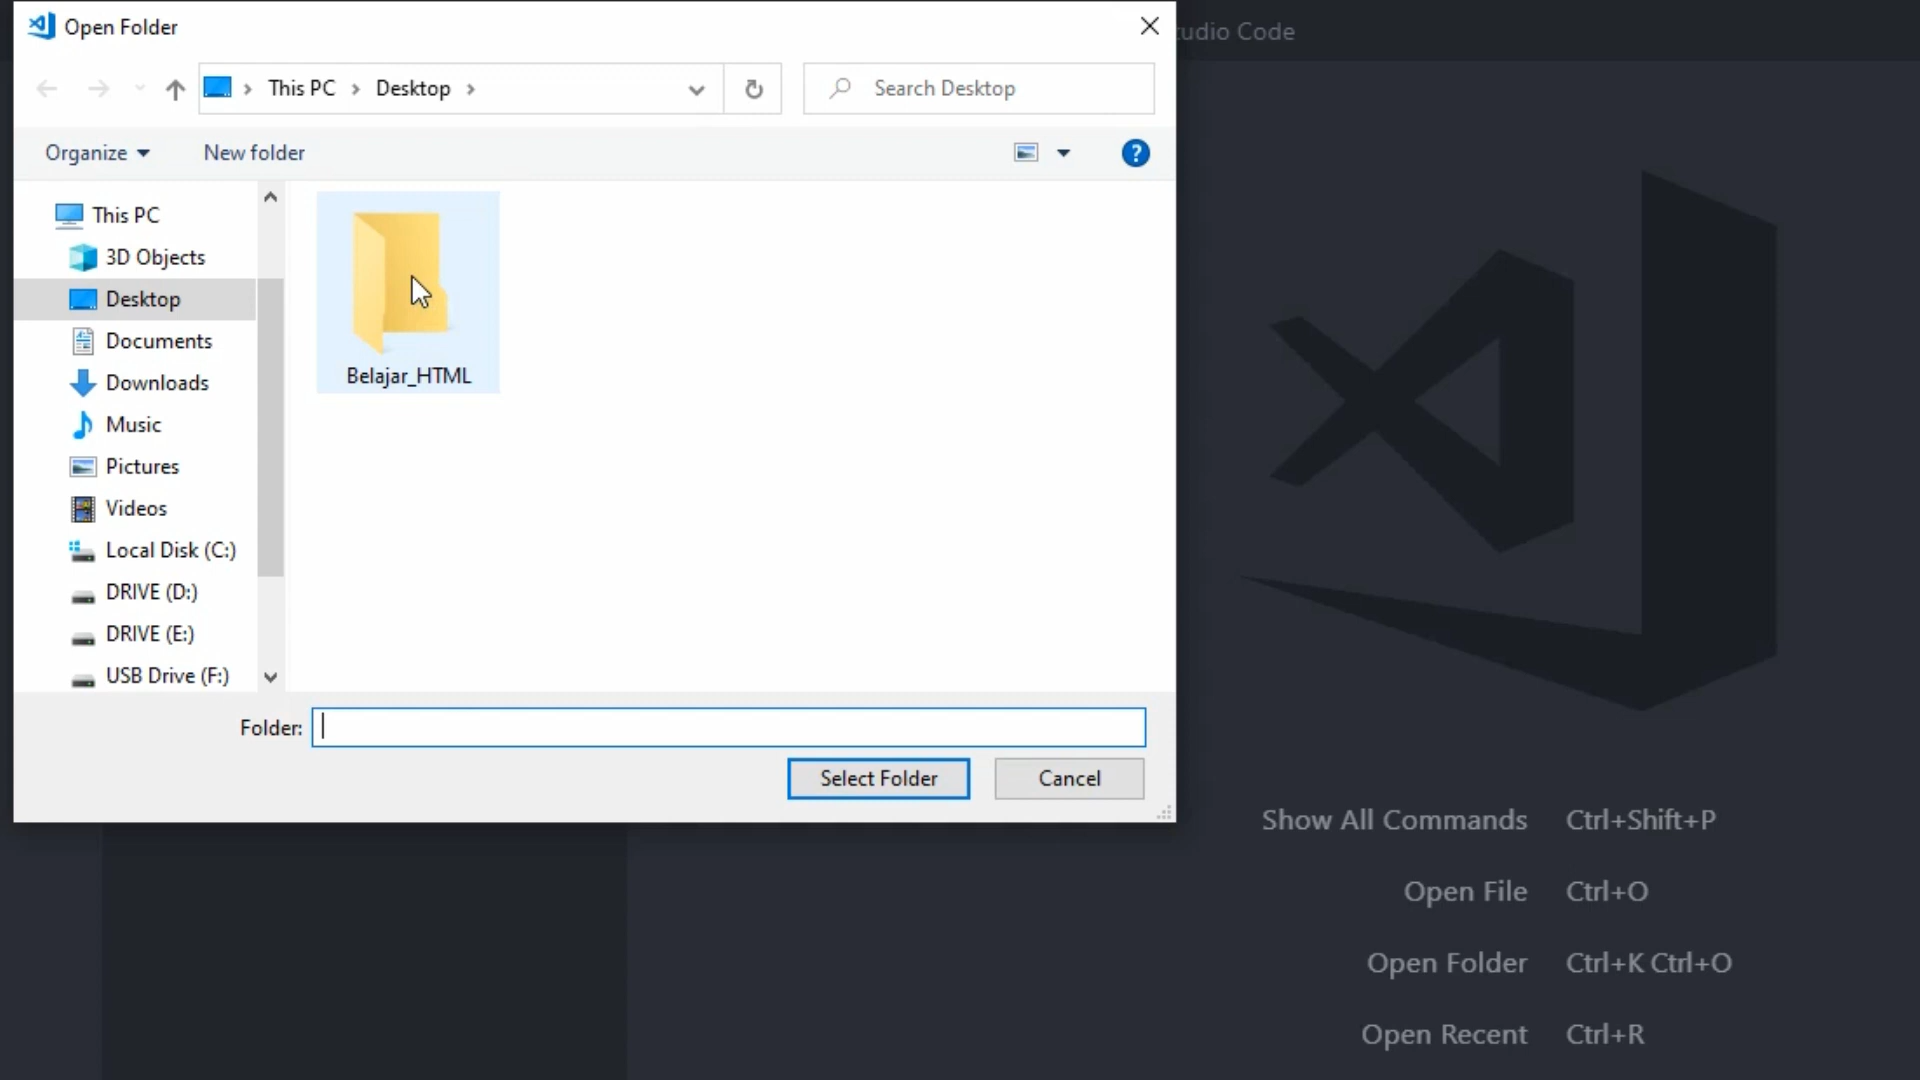 Open Folder
tudio Code
This PC
Desktop
Search Desktop
Organize
New folder
?
This PC
3D Objects
Desktop
Documents
Downloads
Music
Pictures
Videos
Local Disk (C:)
DRIVE (D:)
DRIVE (E:)
USB Drive (F:)
Belajar_HTML
Folder:
Select Folder
Cancel
Show All Commands Ctrl+Shift+P
Open File Ctrl+O
Open Folder Ctrl+K Ctrl+O
Open Recent Ctrl+R